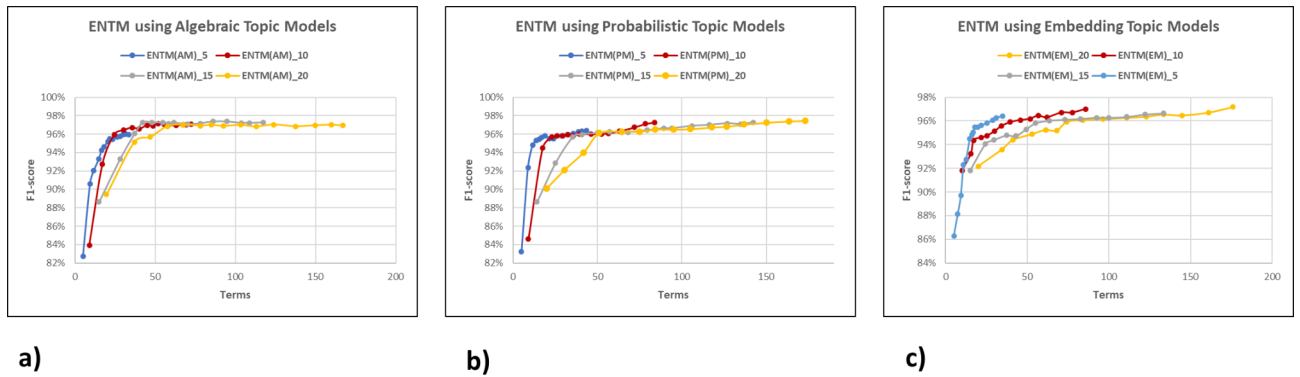 ENTM using Algebraic Topic Models
ENTM(AM)_5 ENTM(AM)_10
ENTM(AM)_15 ENTM(AM)_20
100%
98%
96%
94%
92%
90%
88%
86%
84%
82%
F1-score
0 50 100 150 200
Terms
a)
ENTM using Probabilistic Topic Models
ENTM(PM)_5 ENTM(PM)_10
ENTM(PM)_15 ENTM(PM)_20
100%
98%
96%
94%
92%
90%
88%
86%
84%
82%
F1-score
0 50 100 150
Terms
b)
ENTM using Embedding Topic Models
ENTM(EM)_20 ENTM(EM)_10
ENTM(EM)_15 ENTM(EM)_5
98%
96%
94%
92%
90%
88%
86%
84%
F1-score
0 50 100 150 200
Terms
c)